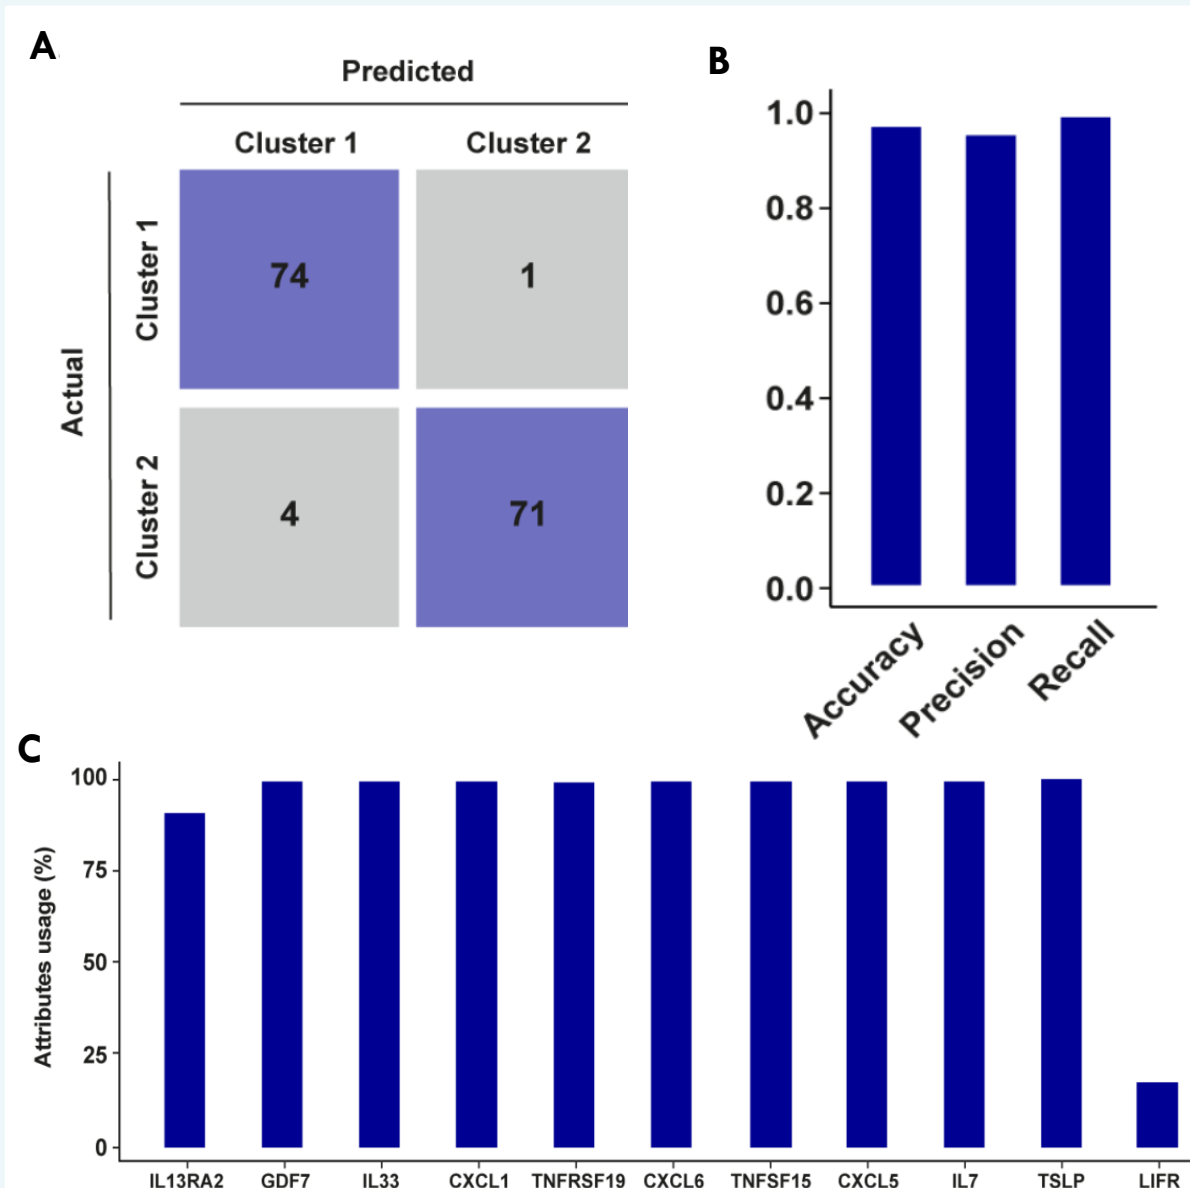 A
Predicted
Cluster 1 Cluster 2
Actual
Cluster 1
74 1
Cluster 2
4 71
B
1.0
0.8
0.6
0.4
0.2
0.0
Accuracy Precision Recall
C
Attributes usage (%)
100
75
50
25
0
IL13RA2 GDF7 IL33 CXCL1 TNFRSF19 CXCL6 TNFSF15 CXCL5 IL7 TSLP LIFR